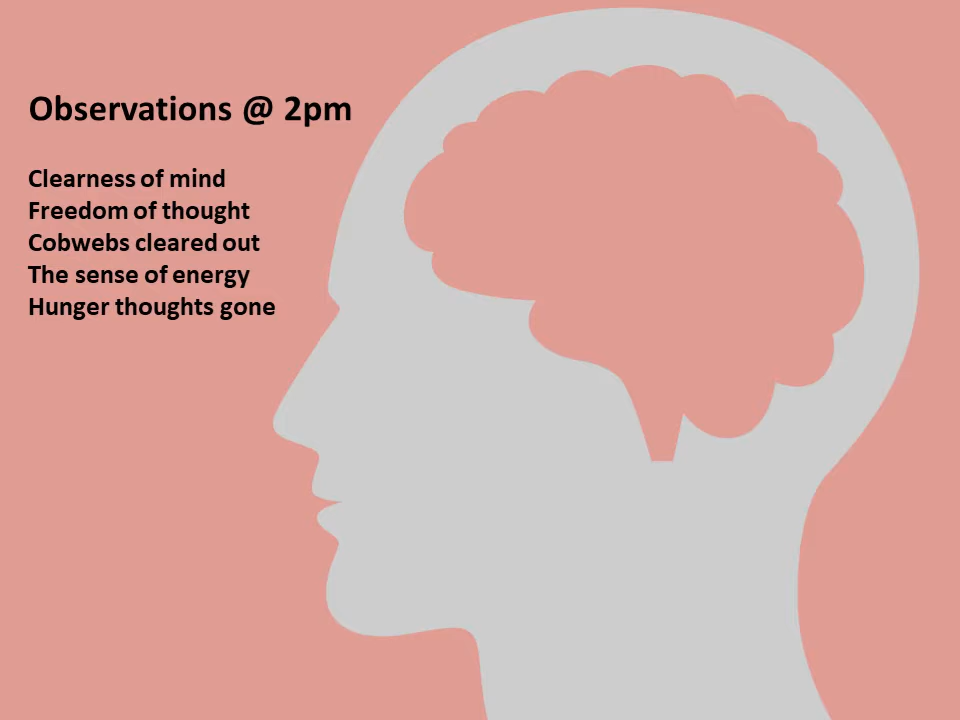 Observations @ 2pm
Clearness of mind
Freedom of thought
Cobwebs cleared out
The sense of energy
Hunger thoughts gone